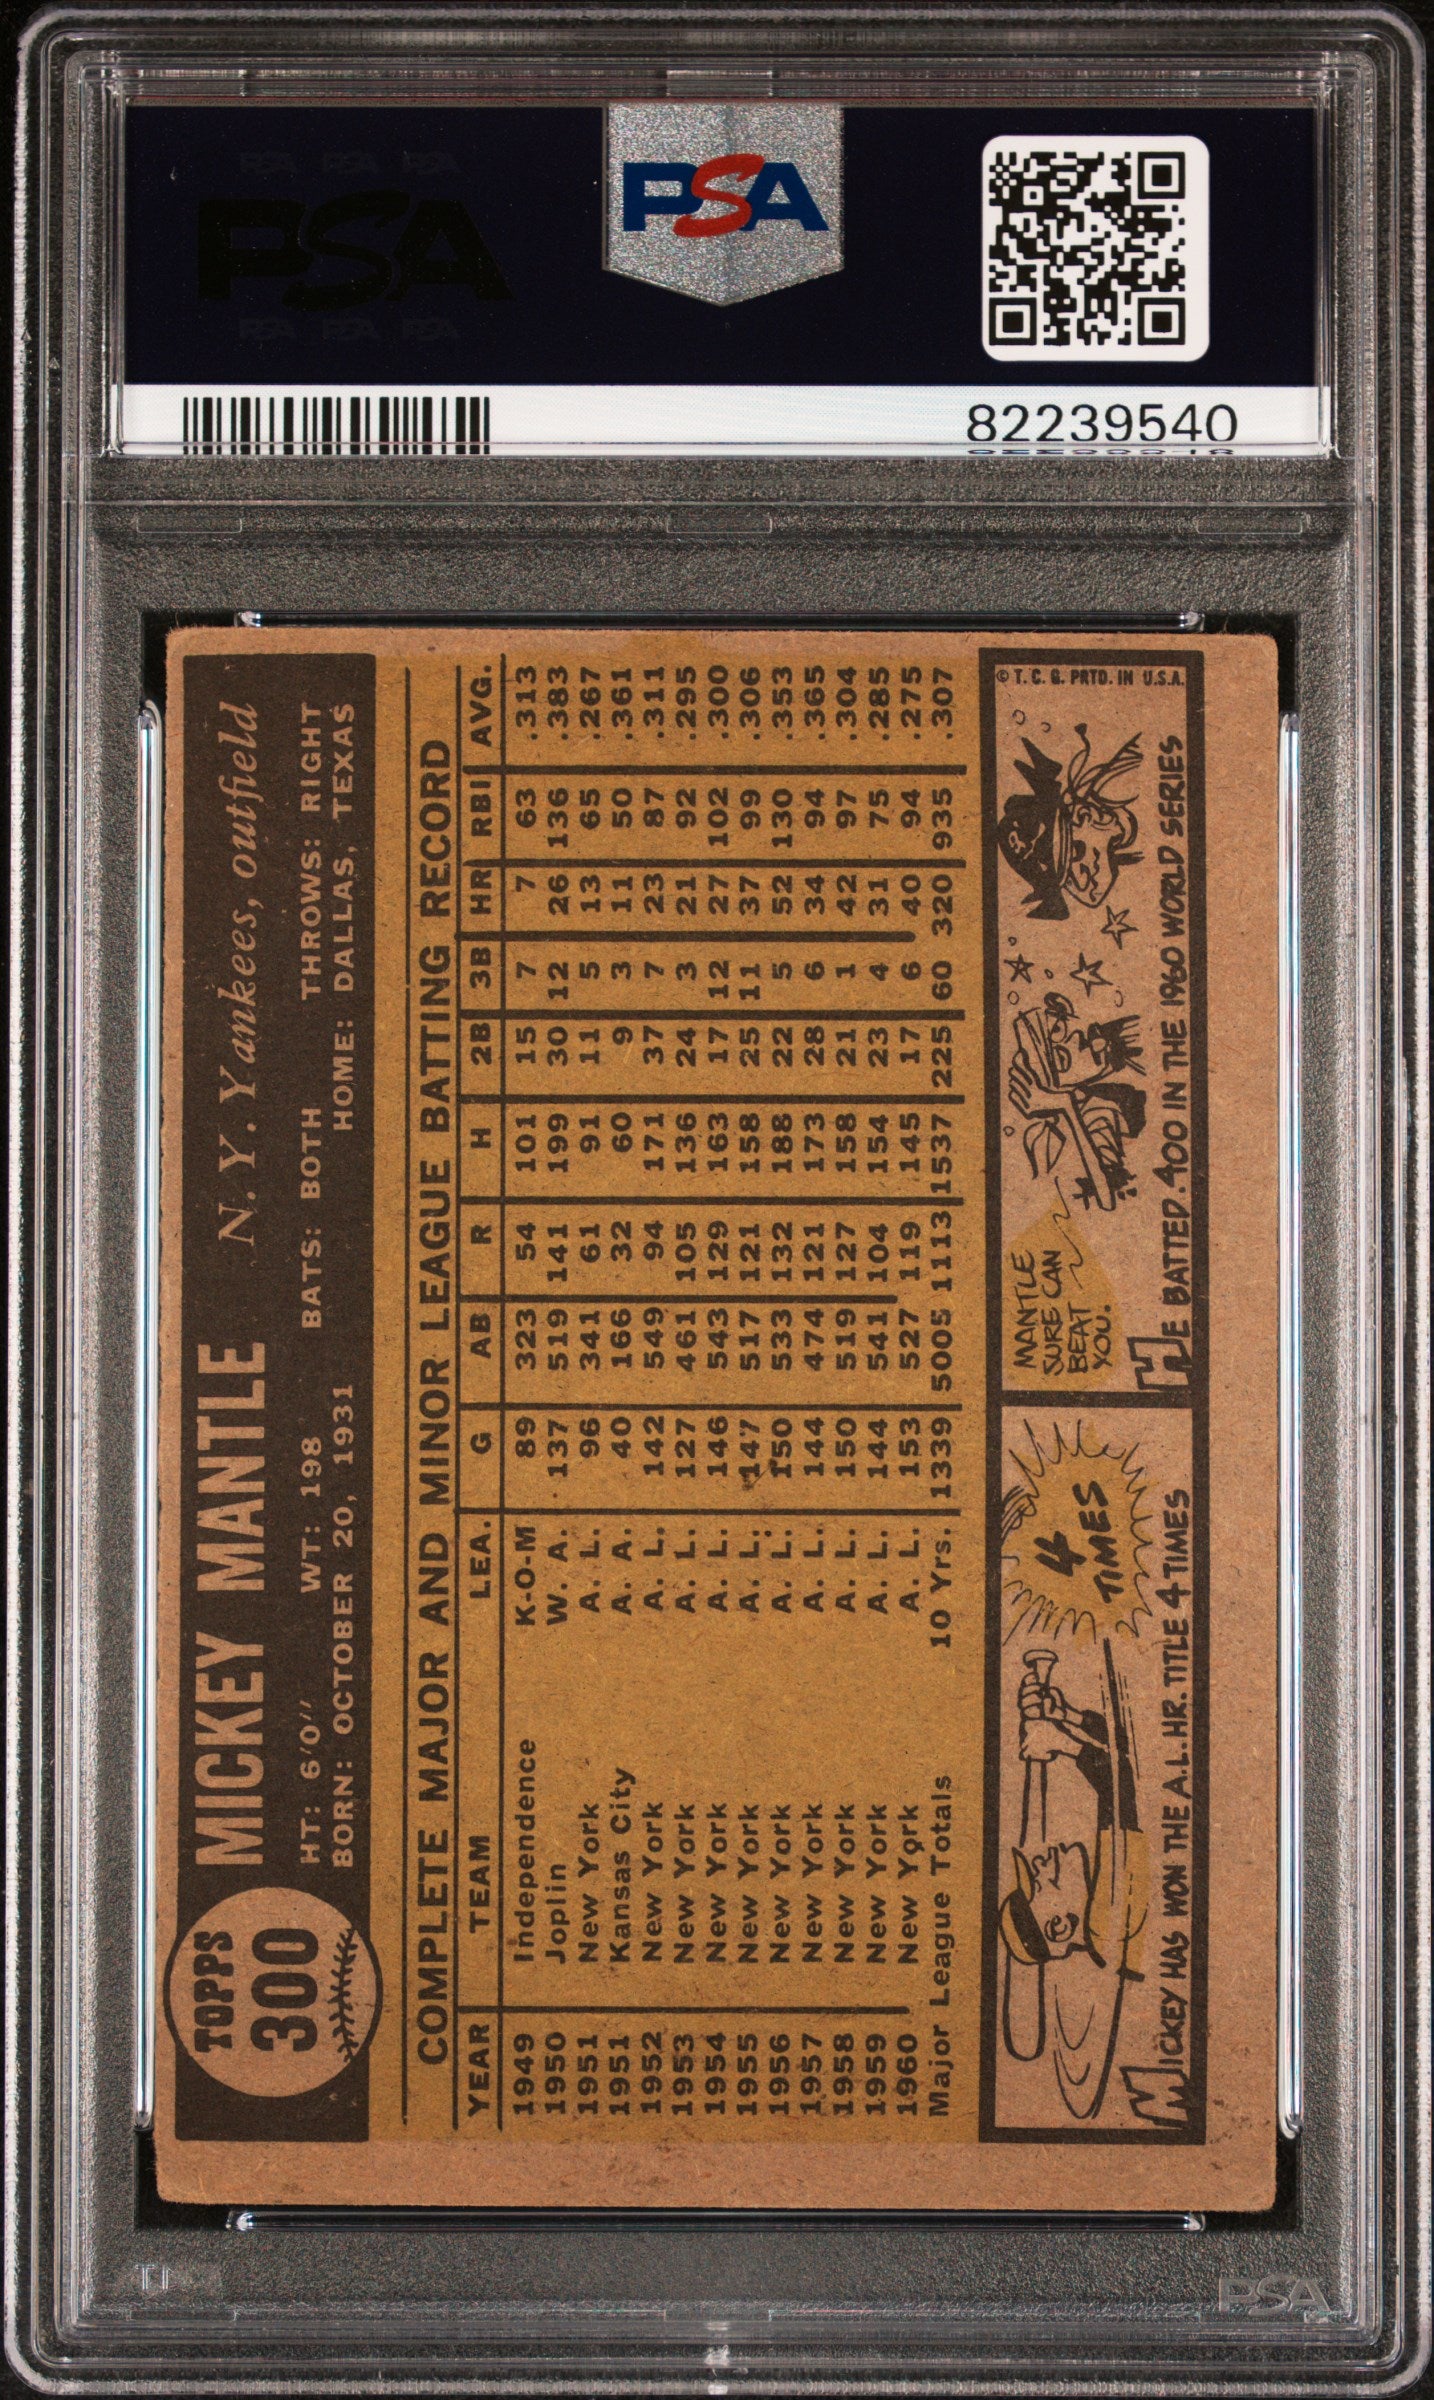 PSA PSA PSA
PSA
PSA PSA PSA
PSA
82239540
TOPPS
300
MICKEY MANTLE N. Y. Yankees, outfield
HT: 6'0" WT: 198 BATS: BOTH THROWS: RIGHT
BORN: OCTOBER 20, 1931 HOME: DALLAS, TEXAS
COMPLETE MAJOR AND MINOR LEAGUE BATTING RECORD
YEAR TEAM LEA. G AB R H 2B 3B HR RBI AVG.
1949 Independence K-O-M 89 323 54 101 15 7 7 63 .313
1950 Joplin W. A. 137 519 141 199 30 12 26 136 .383
1951 New York A. L. 96 341 61 91 11 5 13 65 .267
1951 Kansas City A. A. 40 166 32 60 9 3 11 50 .361
1952 New York A. L. 142 549 94 171 37 7 23 87 .311
1953 New York A. L. 127 461 105 136 24 3 21 92 .295
1954 New York A. L. 146 543 129 163 17 12 27 102 .300
1955 New York A. L. 147 517 121 158 25 11 37 99 .306
1956 New York A. L. 150 533 132 188 22 5 52 130 .353
1957 New York A. L. 144 474 121 173 28 6 34 94 .365
1958 New York A. L. 150 519 127 158 21 1 42 97 .304
1959 New York A. L. 144 541 104 154 23 4 31 75 .285
1960 New York A. L. 153 527 119 145 17 6 40 94 .275
Major League Totals 10 Yrs. 1339 5005 1113 1537 225 60 320 935 .307
4
TIMES
MICKEY HAS WON THE A.L. HR. TITLE 4 TIMES
MANTLE
SURE CAN
BEAT
YOU.
© T. C. G. PRTD. IN U.S.A.
HE BATTED .400 IN THE 1960 WORLD SERIES
PSA